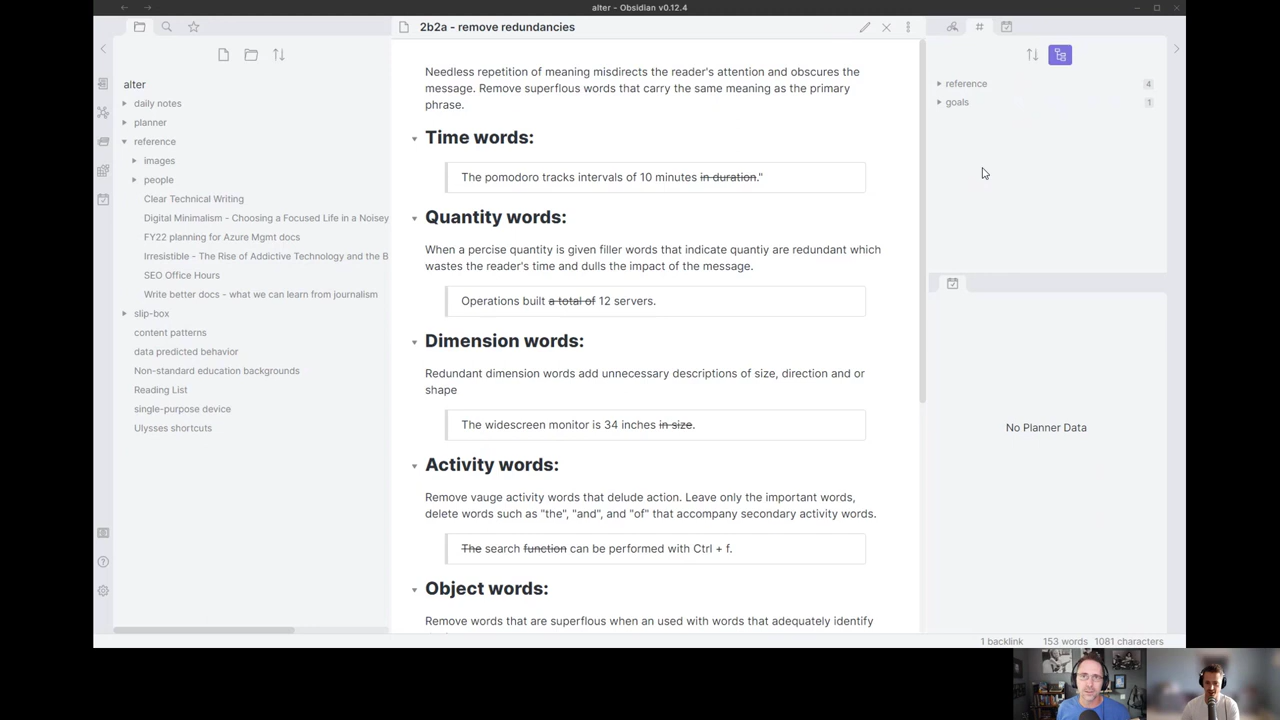 alter - Obsidian v0.12.4
2b2a - remove redundancies
alter
daily notes
planner
reference
images
people
Clear Technical Writing
Digital Minimalism - Choosing a Focused Life in a Noisey
FY22 planning for Azure Mgmt docs
Irresistible - The Rise of Addictive Technology and the B
SEO Office Hours
Write better docs - what we can learn from journalism
slip-box
content patterns
data predicted behavior
Non-standard education backgrounds
Reading List
single-purpose device
Ulysses shortcuts
Needless repetition of meaning misdirects the reader's attention and obscures the
message. Remove superflous words that carry the same meaning as the primary
phrase.
Time words:
The pomodoro tracks intervals of 10 minutes in duration."
Quantity words:
When a percise quantity is given filler words that indicate quantiy are redundant which
wastes the reader's time and dulls the impact of the message.
Operations built a total of 12 servers.
Dimension words:
Redundant dimension words add unnecessary descriptions of size, direction and or
shape
The widescreen monitor is 34 inches in size.
Activity words:
Remove vauge activity words that delude action. Leave only the important words,
delete words such as "the", "and", and "of" that accompany secondary activity words.
The search function can be performed with Ctrl + f.
Object words:
Remove words that are superflous when an used with words that adequately identify
#
reference 4
goals 1
No Planner Data
1 backlink 153 words 1081 characters